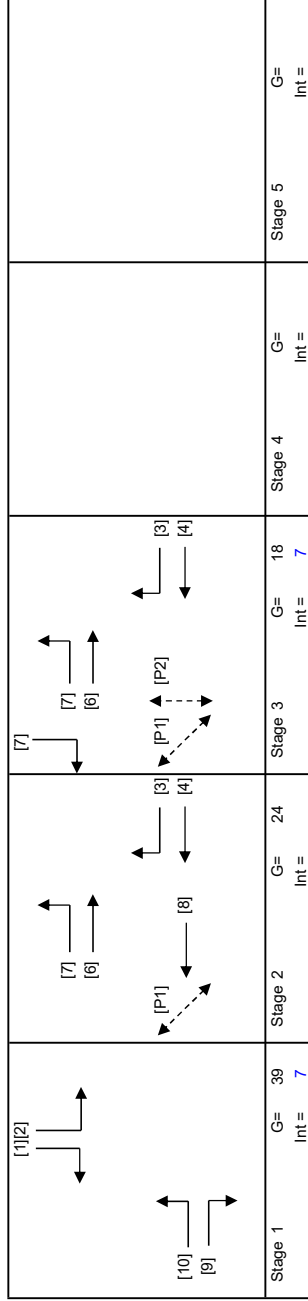 [1][2]
[10]
[9]
Stage 1 G= 39
Int = 7
[7]
[6]
[3]
[4]
[8]
[P1]
Stage 2 G= 24
Int =
[7]
[7]
[6]
[3]
[4]
[P1]
[P2]
Stage 3 G= 18
Int = 7
Stage 4 G=
Int =
Stage 5 G=
Int =